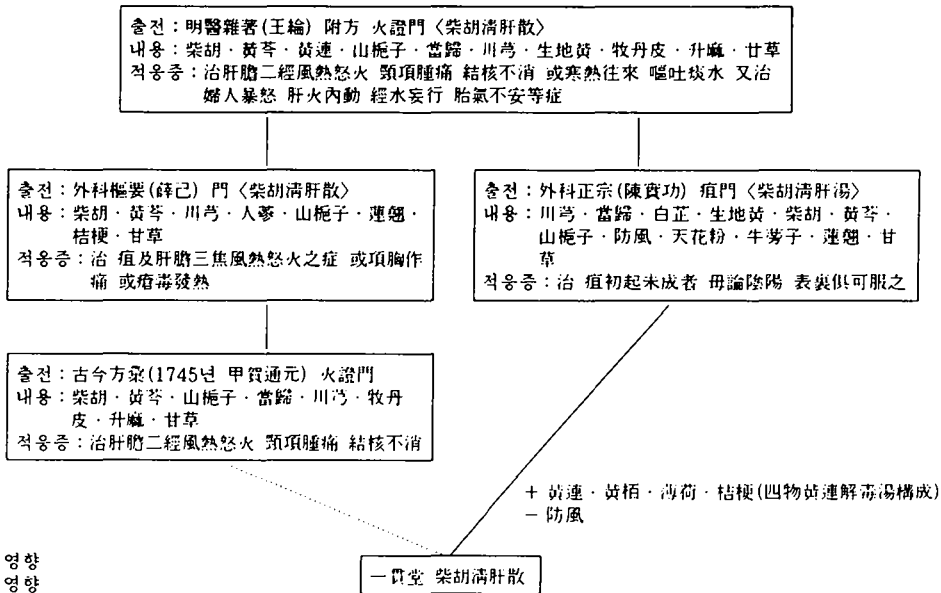 출전：明醫雜著(王綸) 附方 火證門〈柴胡淸肝散〉
내용：柴胡·黃芩·黃連·山梔子·當歸·川芎·生地黃·牧丹皮·升麻·甘草
적응증：治肝膽二經風熱怒火 頸項腫痛 結核不消 或寒熱往來 嘔吐痰水 又治
婦人暴怒 肝火內動 經水妄行 胎氣不安等症
출전：外科樞要(薛己) 門〈柴胡淸肝散〉
내용：柴胡·黃芩·川芎·人蔘·山梔子·蓮翹·
桔梗·甘草
적응증：治 疽及肝膽三焦風熱怒火之症 或項胸作
痛 或瘡毒發熱
출전：外科正宗(陳實功) 疽門〈柴胡淸肝湯〉
내용：川芎·當歸·白芷·生地黃·柴胡·黃芩·
山梔子·防風·天花粉·牛蒡子·蓮翹·甘
草
적응증：治 疽初起未成者 毋論陰陽 表裏俱可服之
출전：古今方彙(1745년 甲賀通元) 火證門
내용：柴胡·黃芩·山梔子·當歸·川芎·牧丹
皮·升麻·甘草
적응증：治肝膽二經風熱怒火 頸項腫痛 結核不消
+ 黃連·黃栢·薄荷·桔梗(四物黃連解毒湯構成)
− 防風
영향
영향
一貫堂 柴胡淸肝散